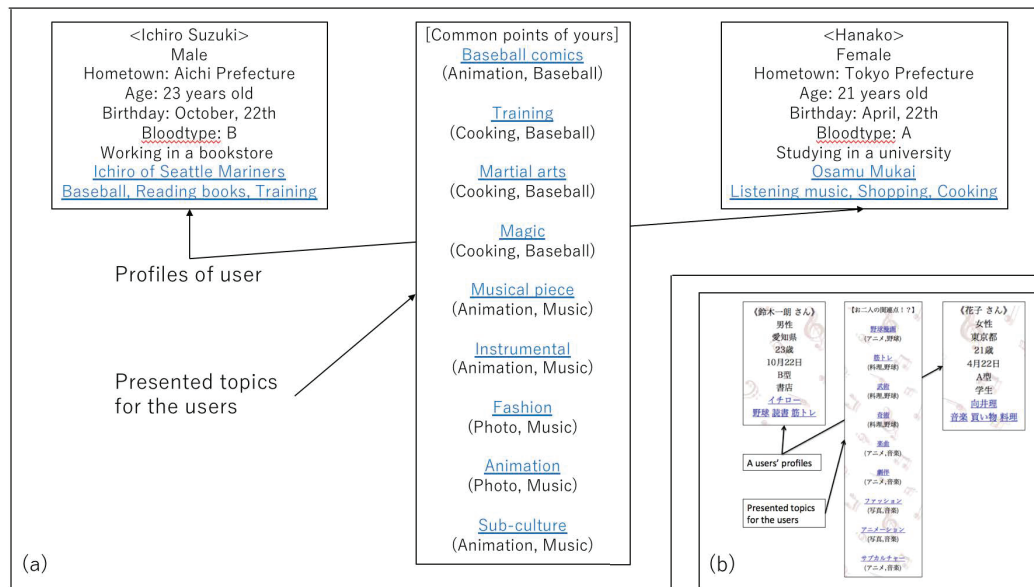 <Ichiro Suzuki>
Male
Hometown: Aichi Prefecture
Age: 23 years old
Birthday: October, 22th
Bloodtype: B
Working in a bookstore
Ichiro of Seattle Mariners
Baseball, Reading books, Training
[Common points of yours]
Baseball comics
(Animation, Baseball)
Training
(Cooking, Baseball)
Martial arts
(Cooking, Baseball)
Magic
(Cooking, Baseball)
Musical piece
(Animation, Music)
Instrumental
(Animation, Music)
Fashion
(Photo, Music)
Animation
(Photo, Music)
Sub-culture
(Animation, Music)
<Hanako>
Female
Hometown: Tokyo Prefecture
Age: 21 years old
Birthday: April, 22th
Bloodtype: A
Studying in a university
Osamu Mukai
Listening music, Shopping, Cooking
Profiles of user
Presented topics
for the users
(a)
《鈴木一朗 さん》
男性
愛知県
23歳
10月22日
B型
書店
イチロー
野球 読書 筋トレ
【お二人の関連点！？】
野球漫画
(アニメ,野球)
筋トレ
(料理,野球)
武術
(料理,野球)
(料理,野球)
楽曲
(アニメ,音楽)
劇伴
(アニメ,音楽)
ファッション
(写真,音楽)
アニメーション
(写真,音楽)
サブカルチャー
(アニメ,音楽)
《花子 さん》
女性
東京都
21歳
4月22日
A型
学生
向井理
音楽 買い物 料理
A users' profiles
Presented topics
for the users
(b)